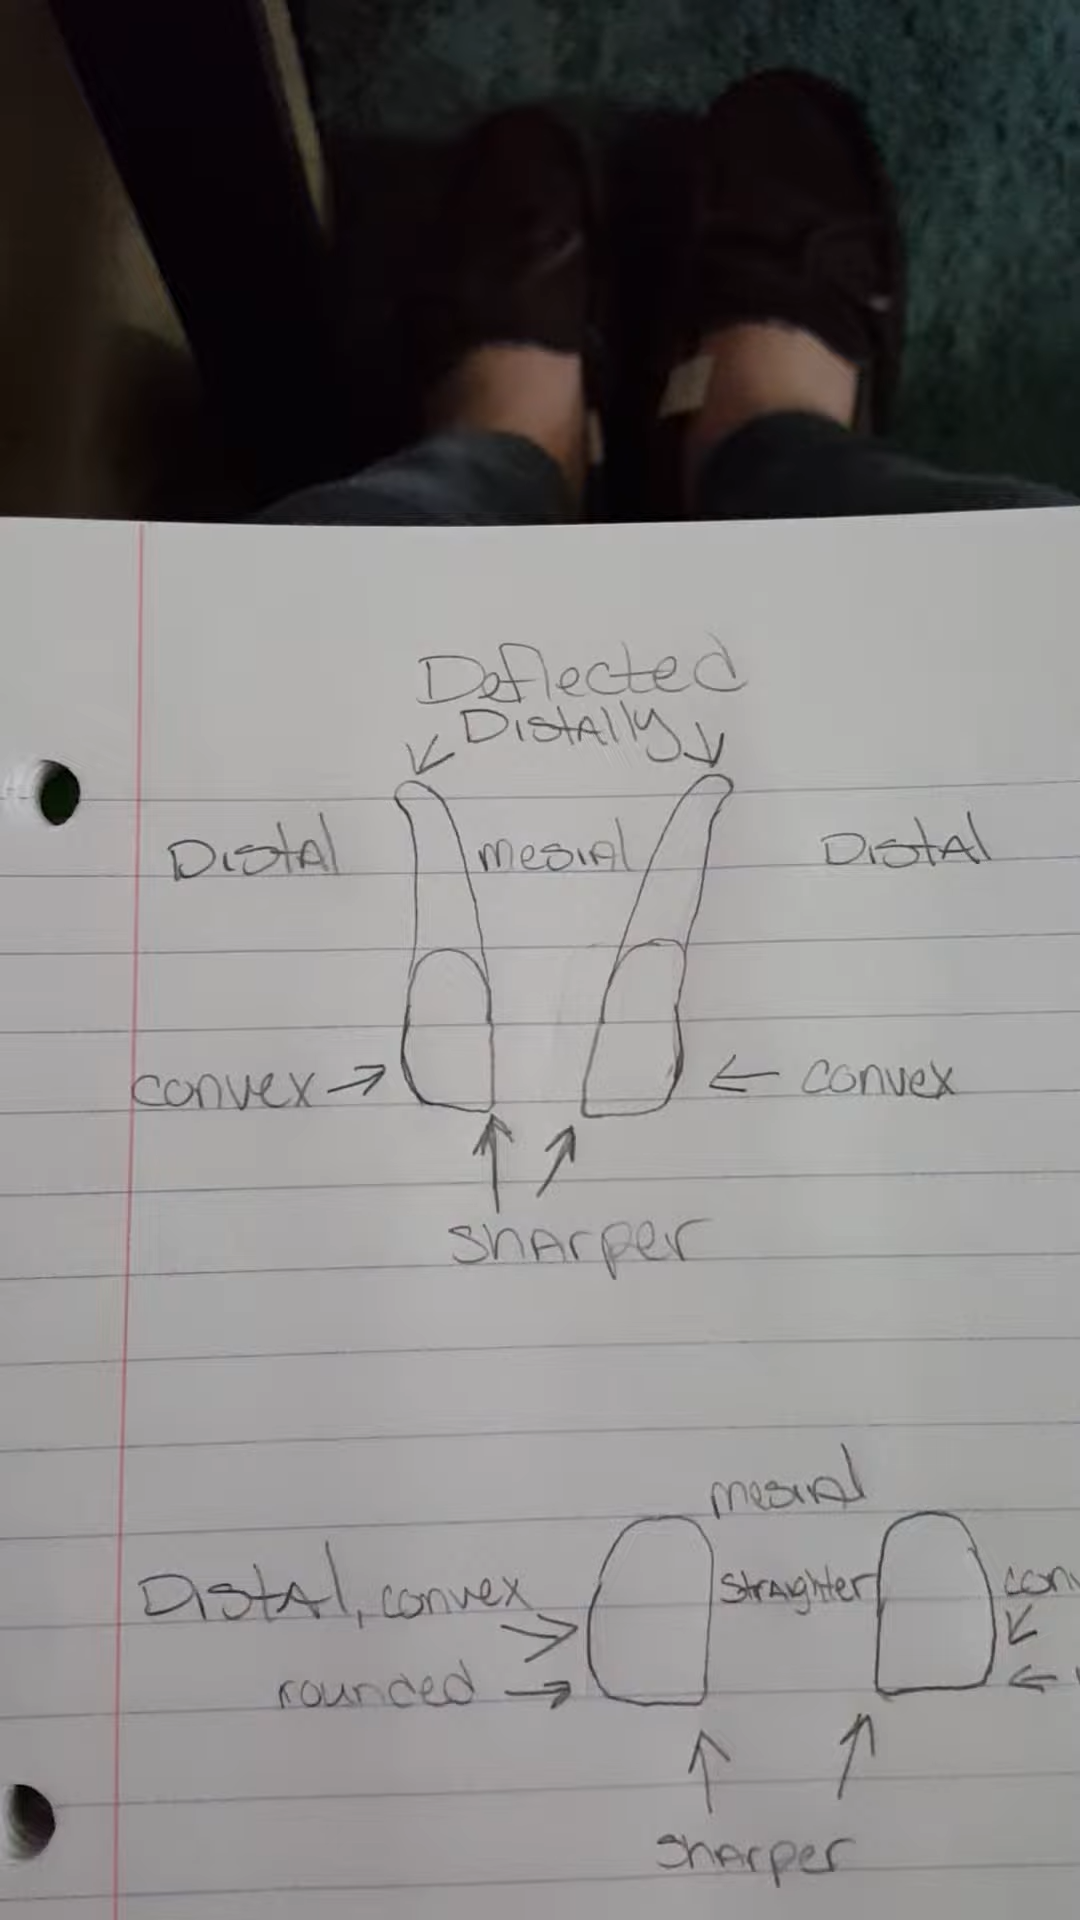 Deflected
Distally
Distal mesial Distal
convex convex
sharper
mesial
Distal, convex straighter
rounded
sharper